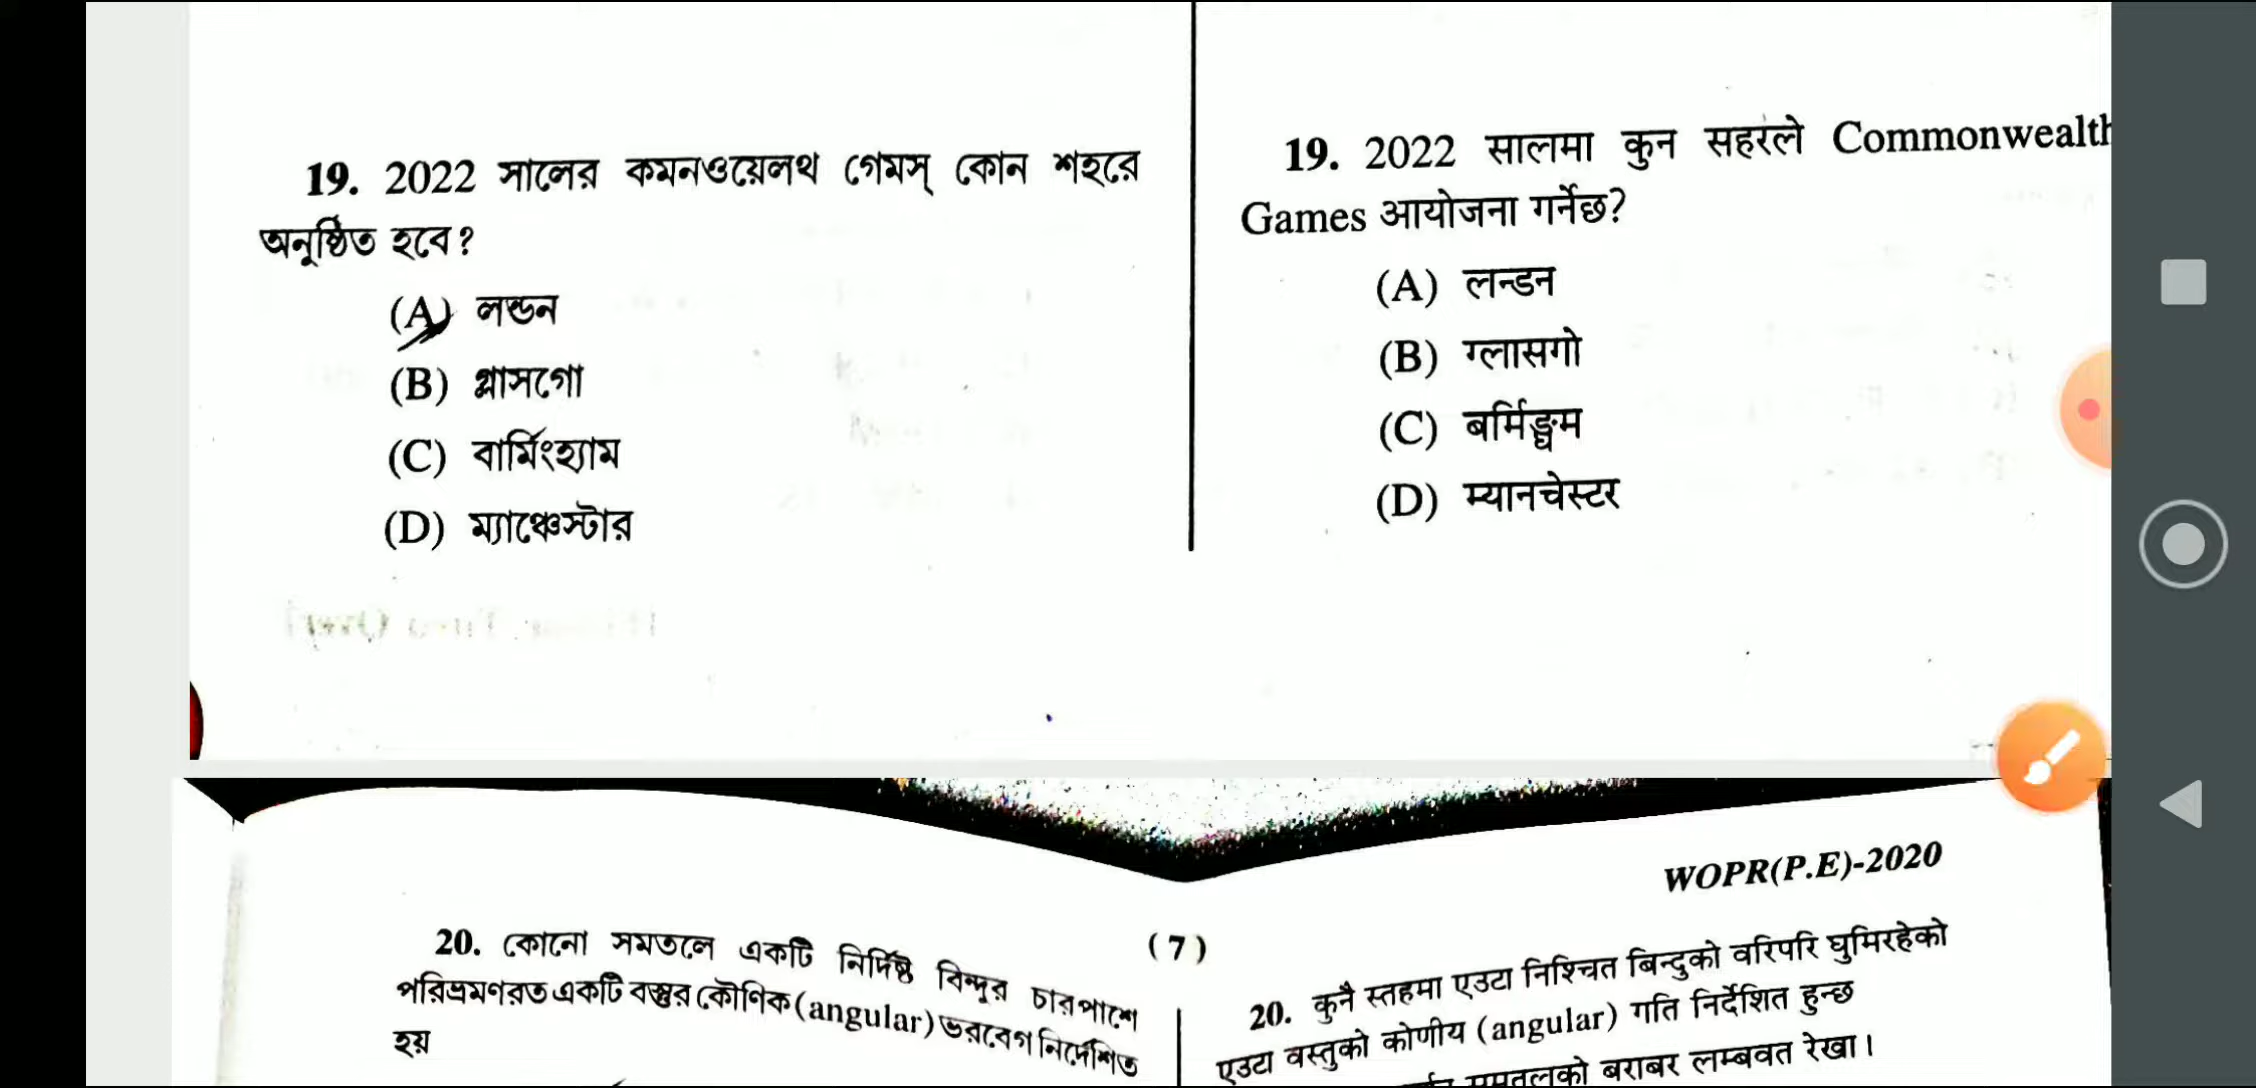 19. 2022 সালের কমনওয়েলথ গেমস্ কোন শহরে
অনুষ্ঠিত হবে?
(A) লন্ডন
(B) গ্লাসগো
(C) বার্মিংহ্যাম
(D) ম্যাঞ্চেস্টার
19. 2022 सालमा कुन सहरले Commonwealth
Games आयोजना गर्नेछ?
(A) लन्डन
(B) ग्लासगो
(C) बर्मिङ्घम
(D) म्यानचेस्टर
WOPR(P.E)-2020
(7)
20. কোনো সমতলে একটি নির্দিষ্ট বিন্দুর চারপাশে
পরিভ্রমণরত একটি বস্তুর কৌণিক (angular) ভরবেগ নির্দেশিত
হয়
20. कुनै स्तहमा एउटा निश्चित बिन्दुको वरिपरि घुमिरहेको
एउटा वस्तुको कोणीय (angular) गति निर्देशित हुन्छ
समतलको बराबर लम्बवत रेखा।